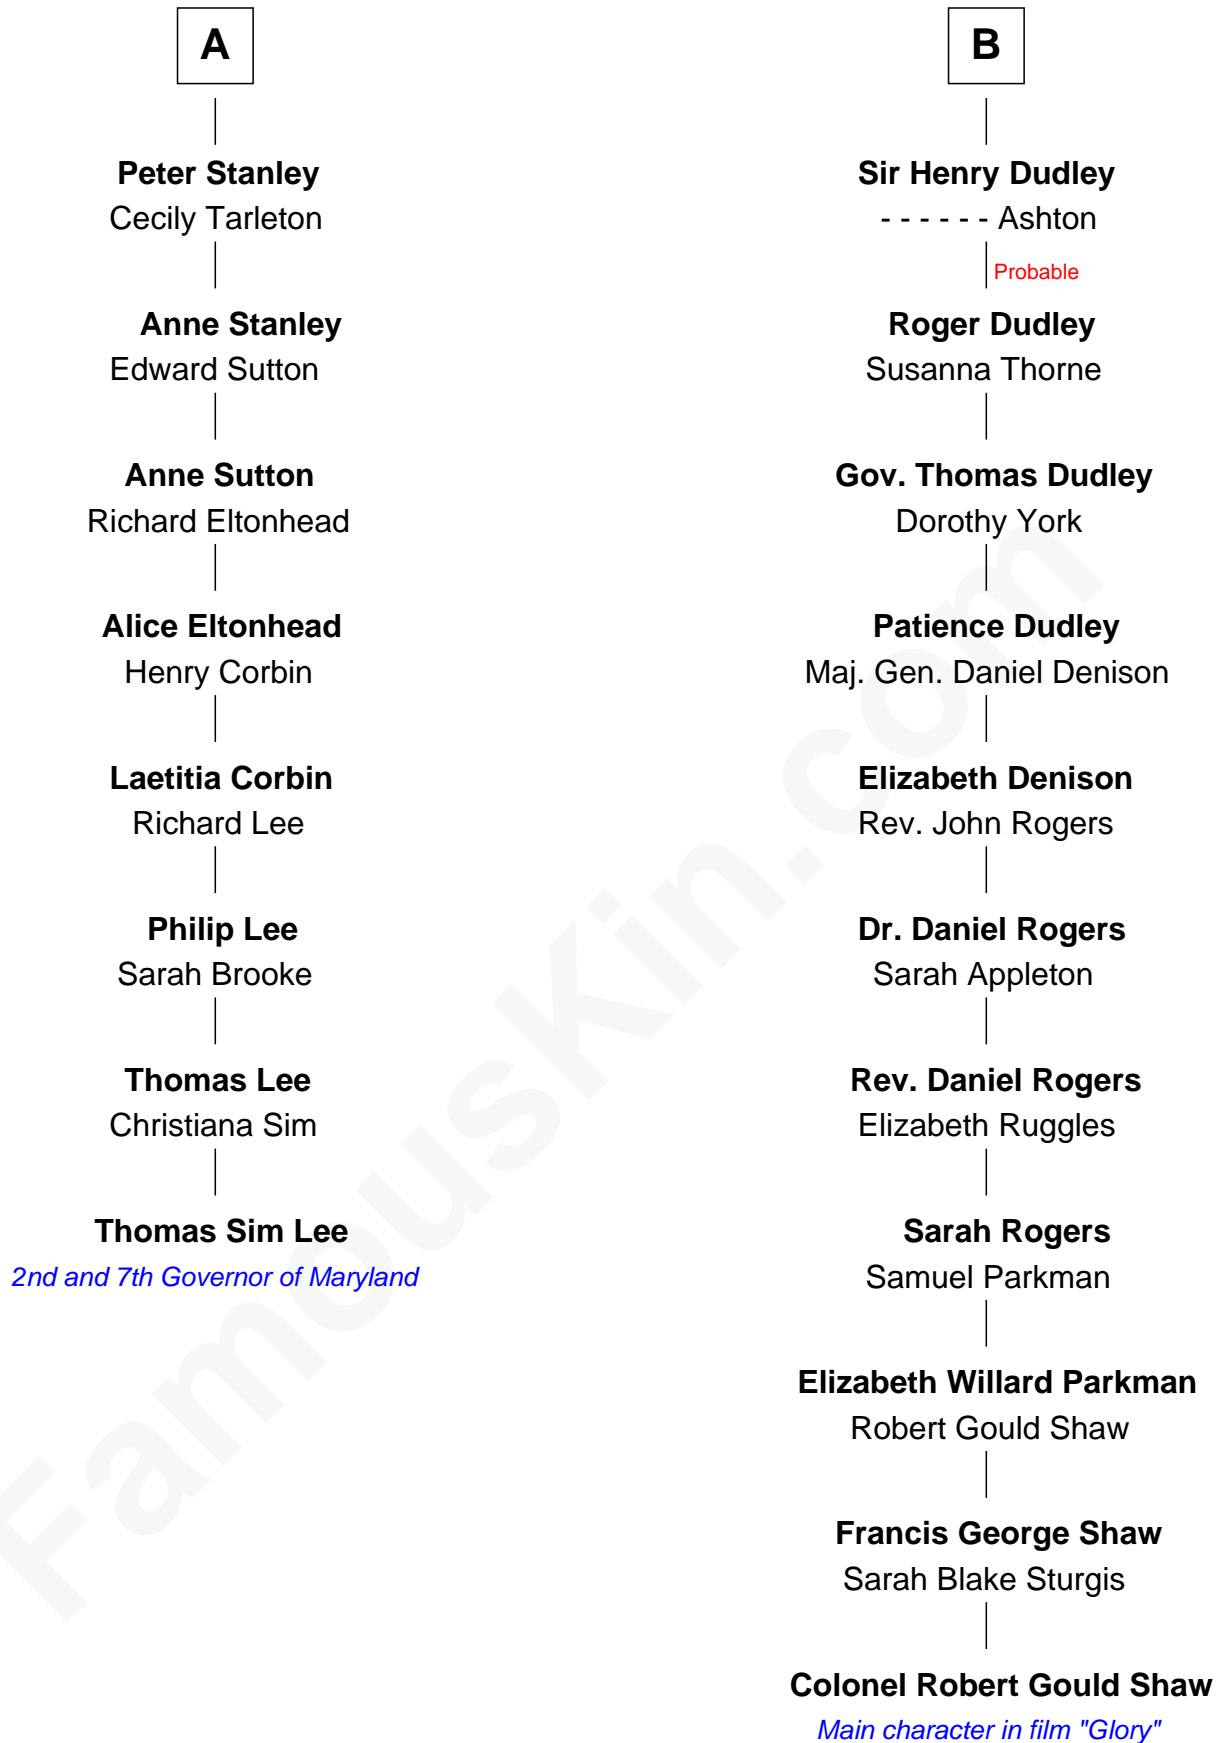 A
Peter Stanley
Cecily Tarleton
Anne Stanley
Edward Sutton
Anne Sutton
Richard Eltonhead
Alice Eltonhead
Henry Corbin
Laetitia Corbin
Richard Lee
Philip Lee
Sarah Brooke
Thomas Lee
Christiana Sim
Thomas Sim Lee
2nd and 7th Governor of Maryland
B
Sir Henry Dudley
- - - - - - Ashton
Probable
Roger Dudley
Susanna Thorne
Gov. Thomas Dudley
Dorothy York
Patience Dudley
Maj. Gen. Daniel Denison
Elizabeth Denison
Rev. John Rogers
Dr. Daniel Rogers
Sarah Appleton
Rev. Daniel Rogers
Elizabeth Ruggles
Sarah Rogers
Samuel Parkman
Elizabeth Willard Parkman
Robert Gould Shaw
Francis George Shaw
Sarah Blake Sturgis
Colonel Robert Gould Shaw
Main character in film "Glory"
FamousKin.com